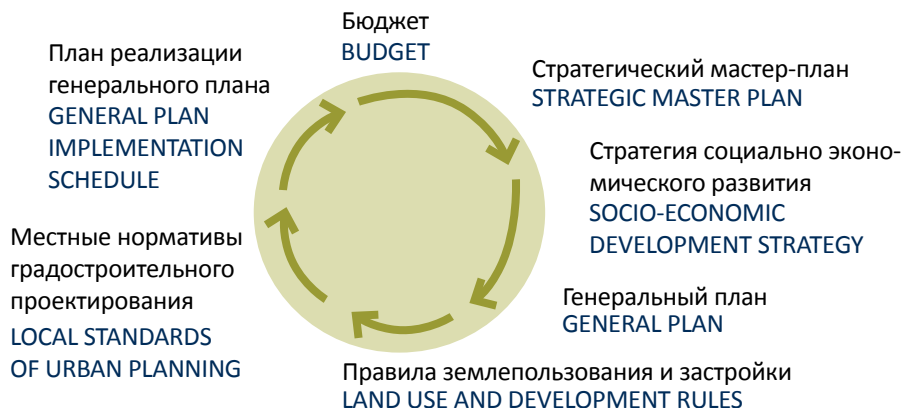 Бюджет
BUDGET
Стратегический мастер-план
STRATEGIC MASTER PLAN
Стратегия социально эконо-
мического развития
SOCIO-ECONOMIC
DEVELOPMENT STRATEGY
Генеральный план
GENERAL PLAN
Правила землепользования и застройки
LAND USE AND DEVELOPMENT RULES
Местные нормативы
градостроительного
проектирования
LOCAL STANDARDS
OF URBAN PLANNING
План реализации
генерального плана
GENERAL PLAN
IMPLEMENTATION
SCHEDULE